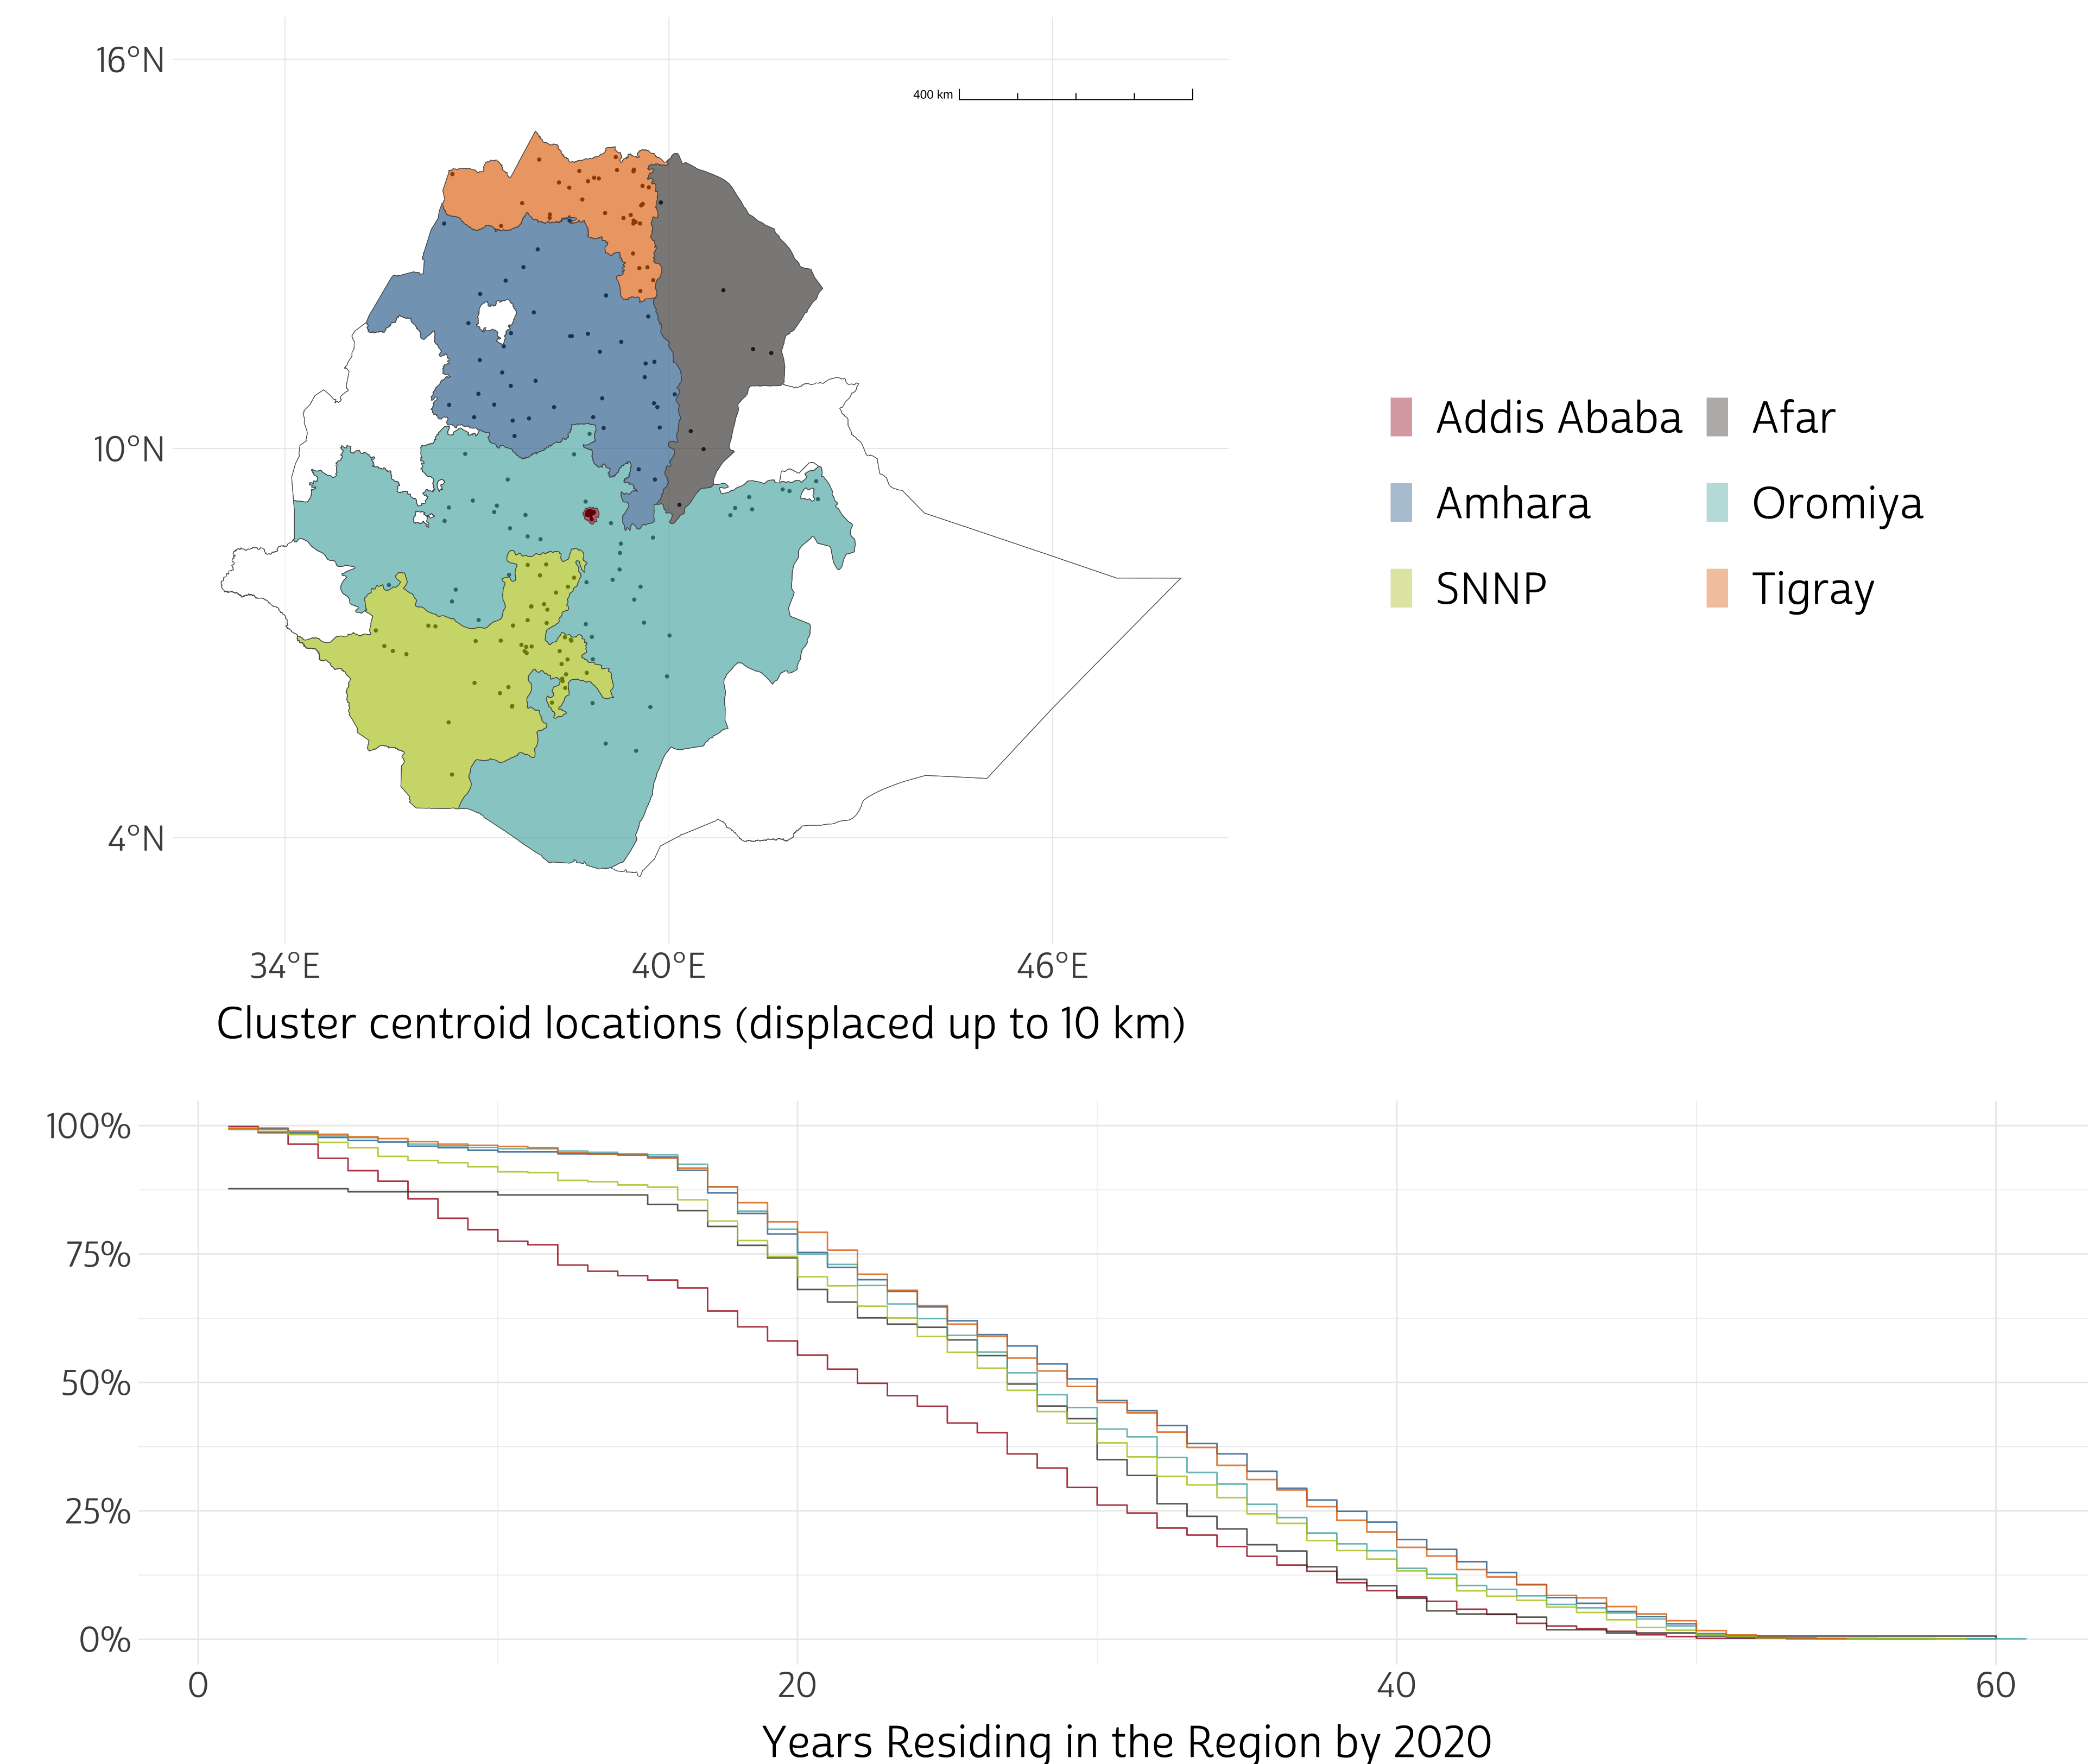 16°N
400 km
10°N
4°N
34°E 40°E 46°E
Cluster centroid locations (displaced up to 10 km)
Addis Ababa Afar
Amhara Oromiya
SNNP Tigray
100%
75%
50%
25%
0%
0 20 40 60
Years Residing in the Region by 2020